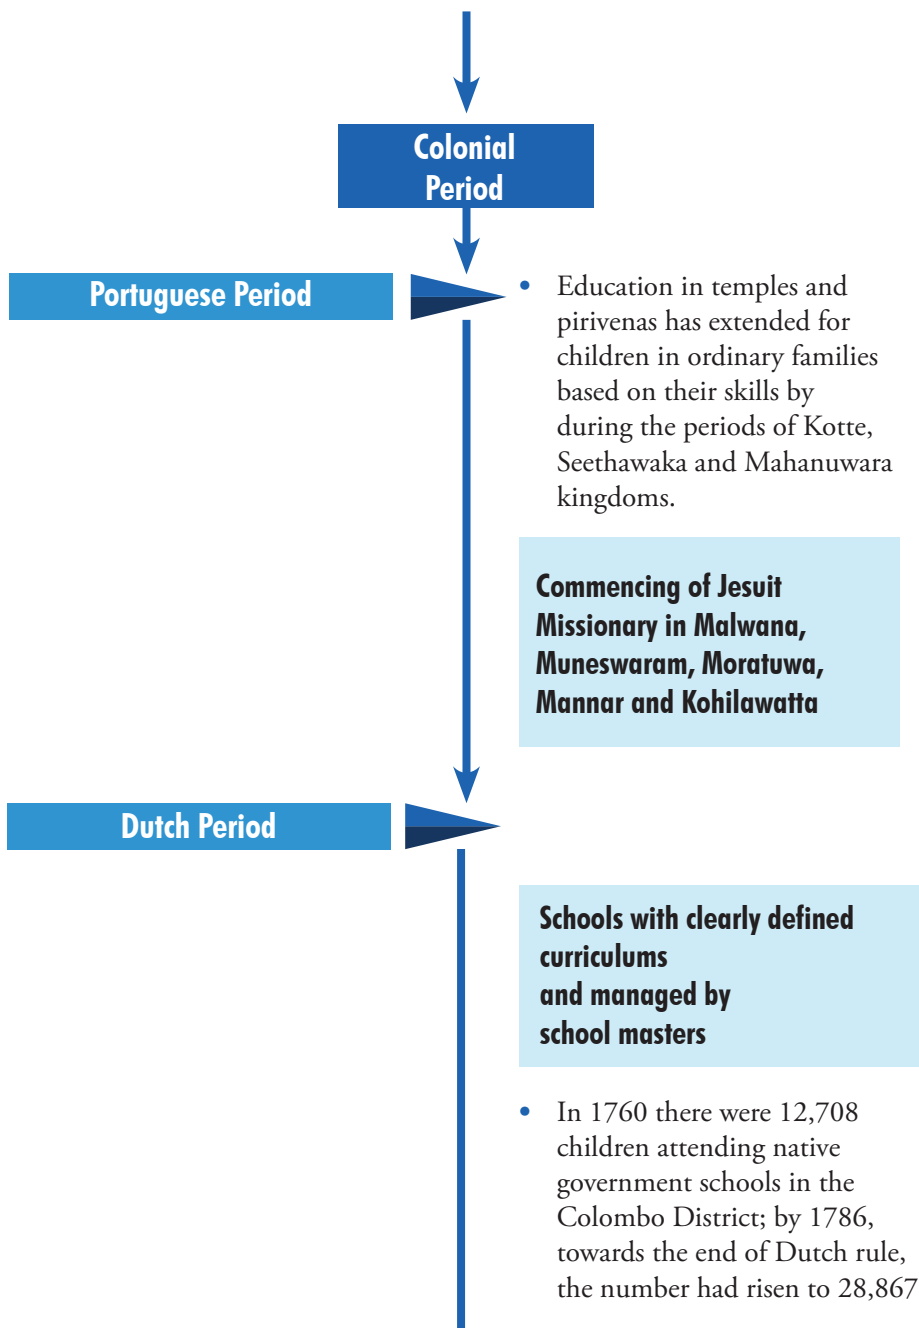 Colonial
Period
Portuguese Period
• Education in temples and
pirivenas has extended for
children in ordinary families
based on their skills by
during the periods of Kotte,
Seethawaka and Mahanuwara
kingdoms.
Commencing of Jesuit
Missionary in Malwana,
Muneswaram, Moratuwa,
Mannar and Kohilawatta
Dutch Period
Schools with clearly defined
curriculums
and managed by
school masters
• In 1760 there were 12,708
children attending native
government schools in the
Colombo District; by 1786,
towards the end of Dutch rule,
the number had risen to 28,867